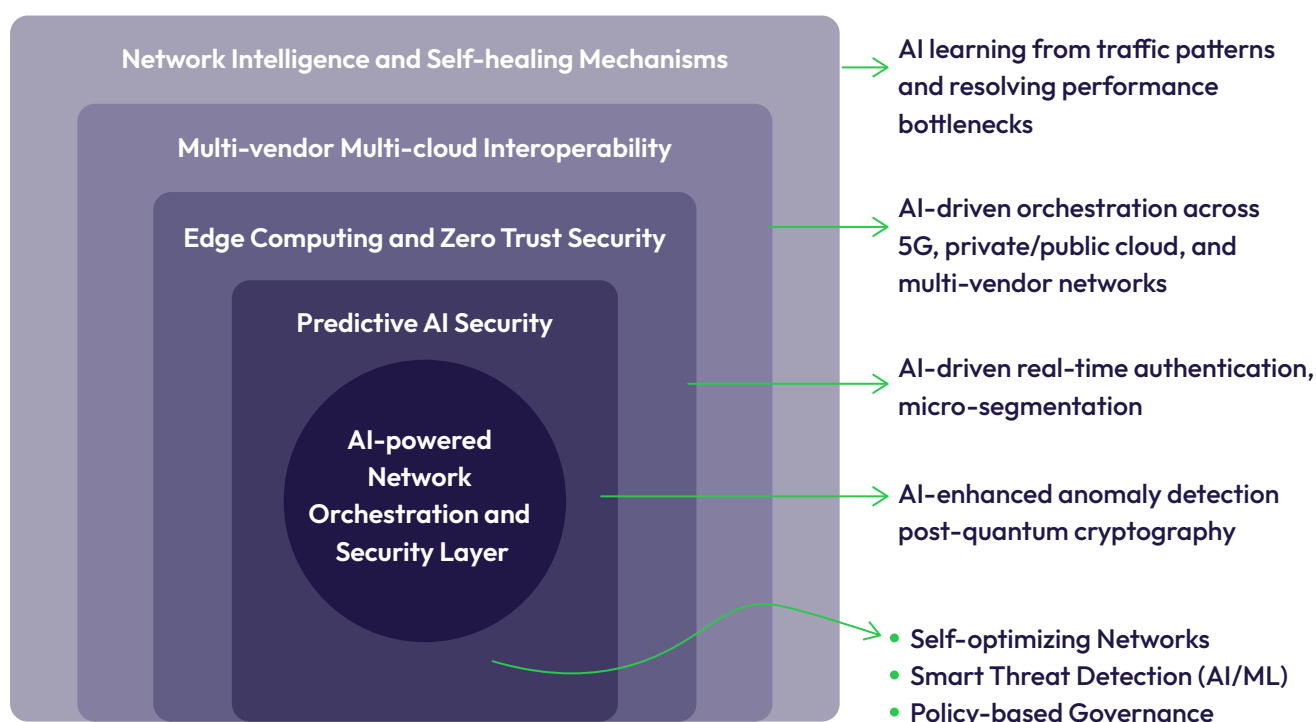 Network Intelligence and Self-healing Mechanisms
Multi-vendor Multi-cloud Interoperability
Edge Computing and Zero Trust Security
Predictive AI Security
AI-powered
Network
Orchestration and
Security Layer
AI learning from traffic patterns
and resolving performance
bottlenecks
AI-driven orchestration across
5G, private/public cloud, and
multi-vendor networks
AI-driven real-time authentication,
micro-segmentation
AI-enhanced anomaly detection
post-quantum cryptography
• Self-optimizing Networks
• Smart Threat Detection (AI/ML)
• Policy-based Governance